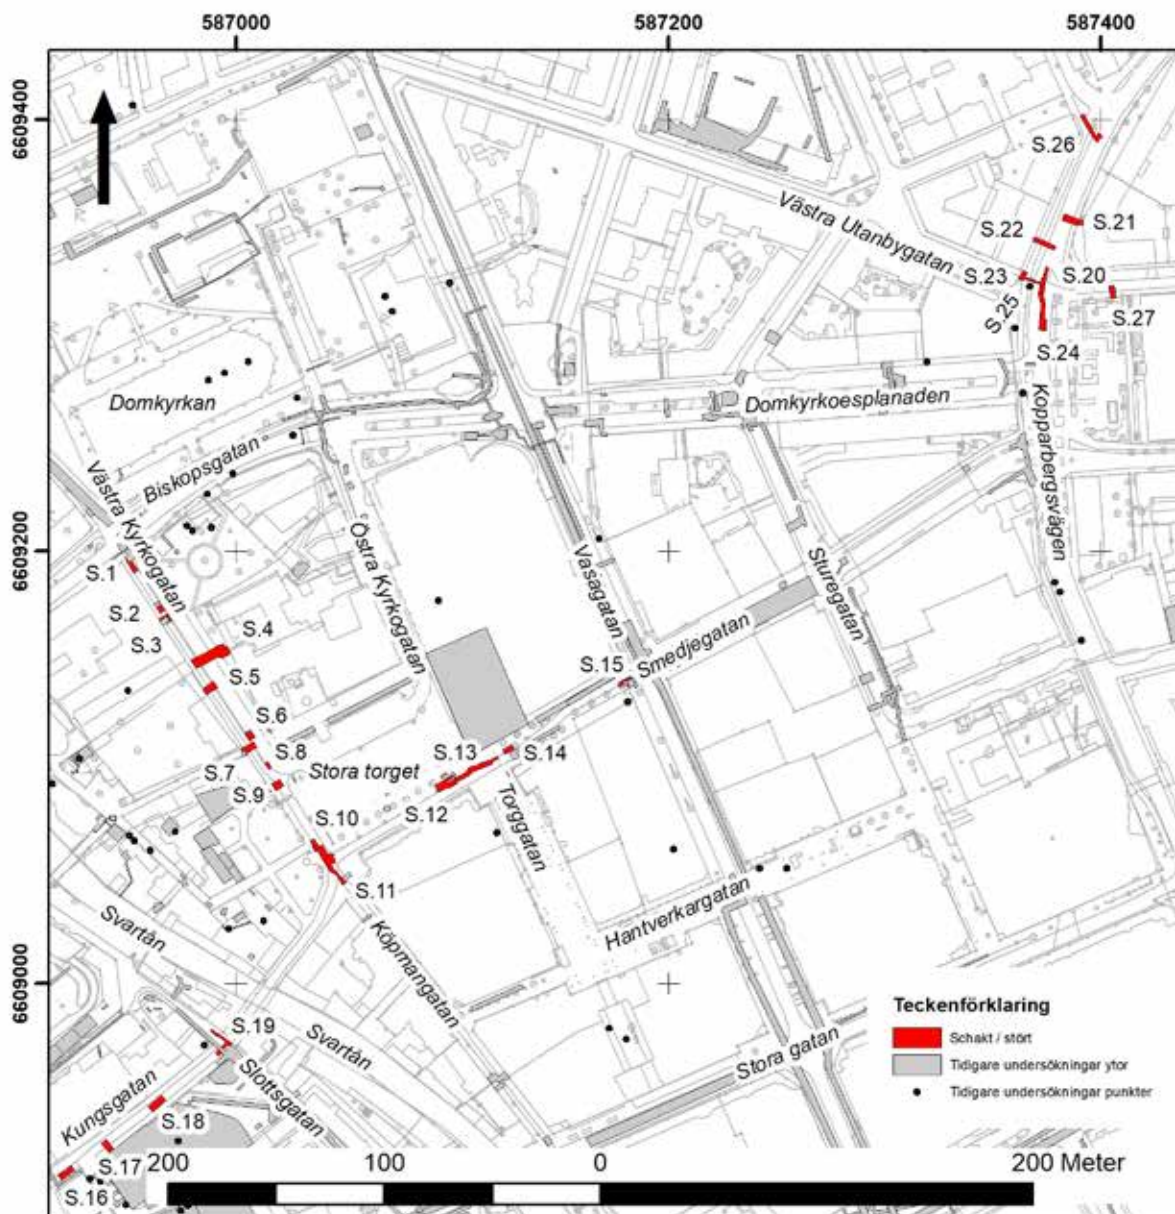 587000
587200
587400
6609400
S.26
Västra Utanbygatan
S.22
S.21
S.23
S.20
S.25
S.27
S.24
Domkyrkan
Domkyrkoesplanaden
Biskopsgatan
Västra Kyrkogatan
Kopparbergsvägen
6609200
Östra Kyrkogatan
Vasagatan
Sturegatan
S.1
S.2
S.3
S.4
Smedjegatan
S.15
S.5
S.6
S.8
S.7
Stora torget
S.13
S.14
S.9
S.12
S.10
Torggatan
S.11
Hantverkargatan
Svartån
Köpmangatan
6609000
Teckenförklaring
S.19
Svartån
Schakt / stört
Stora gatan
Tidigare undersökningar ytor
Slottsgatan
Kungsgatan
Tidigare undersökningar punkter
S.18
S.17
200 100 0 200 Meter
S.16